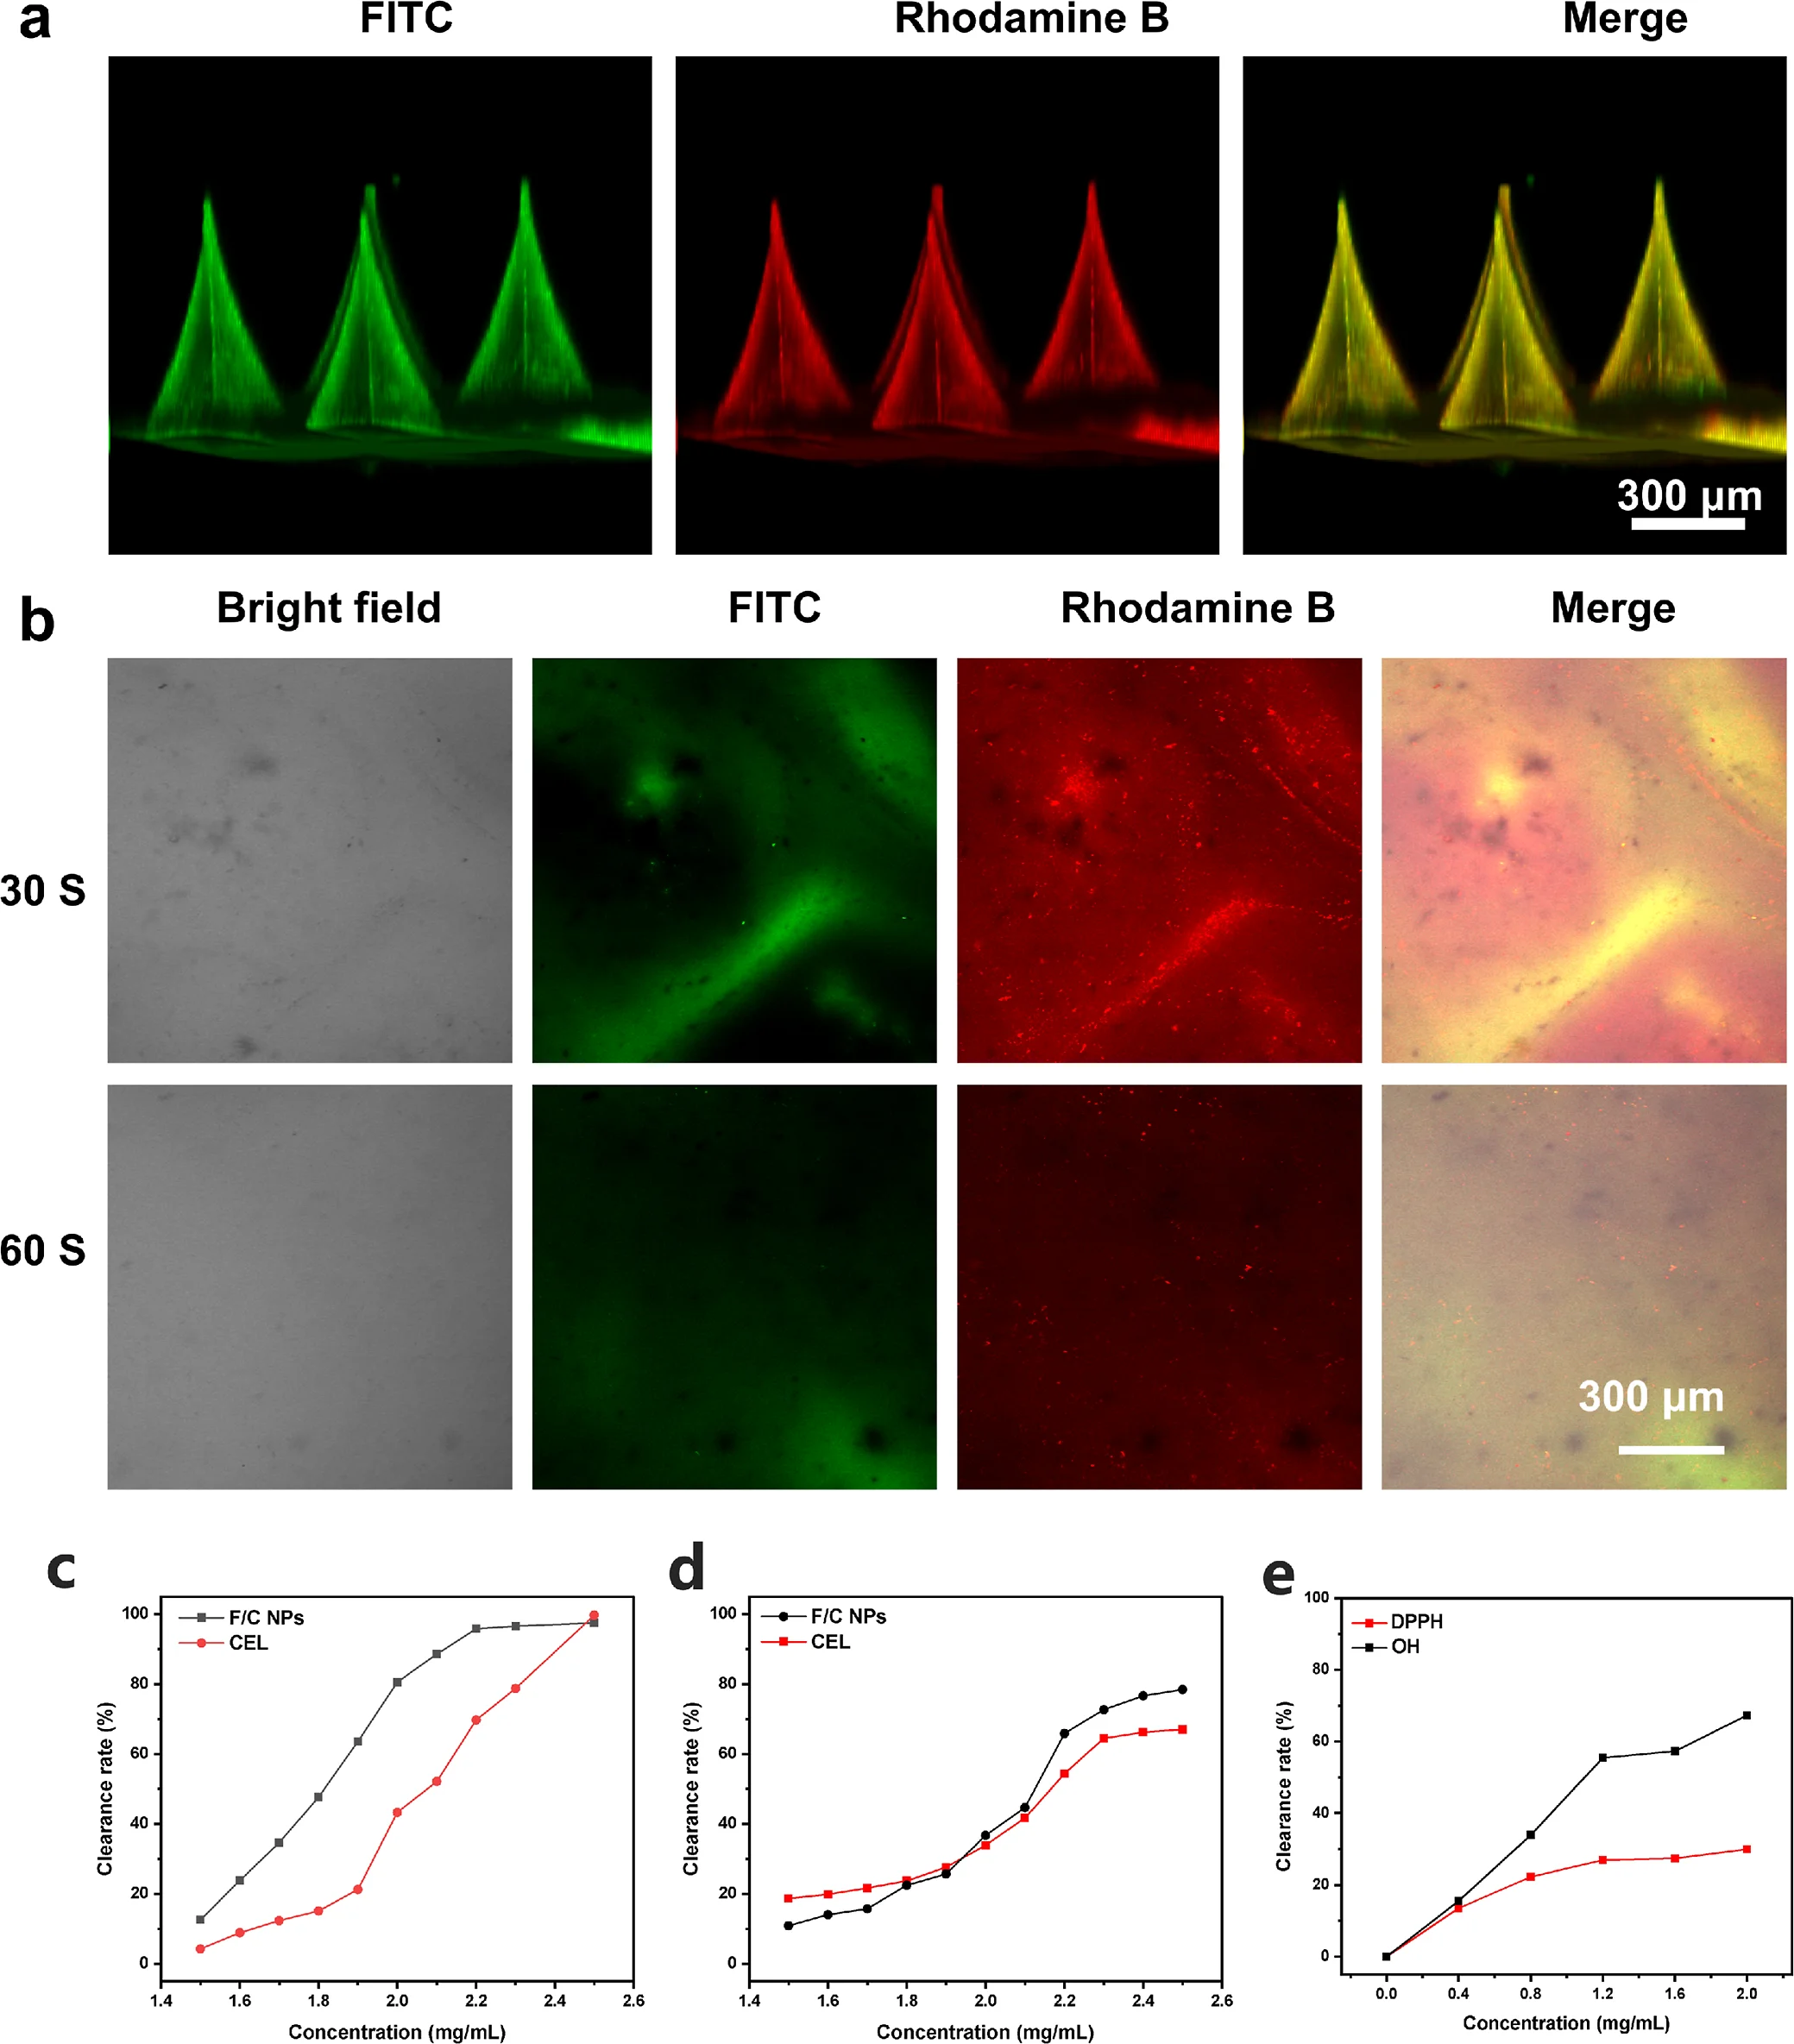 a
FITC
Rhodamine B
Merge
300 µm
b
Bright field
FITC
Rhodamine B
Merge
30 S
60 S
300 µm
c
F/C NPs
CEL
100
80
60
40
20
0
Clearance rate (%)
1.4 1.6 1.8 2.0 2.2 2.4 2.6
Concentration (mg/mL)
d
F/C NPs
CEL
100
80
60
40
20
0
Clearance rate (%)
1.4 1.6 1.8 2.0 2.2 2.4 2.6
Concentration (mg/mL)
e
DPPH
OH
100
80
60
40
20
0
Clearance rate (%)
0.0 0.4 0.8 1.2 1.6 2.0
Concentration (mg/mL)